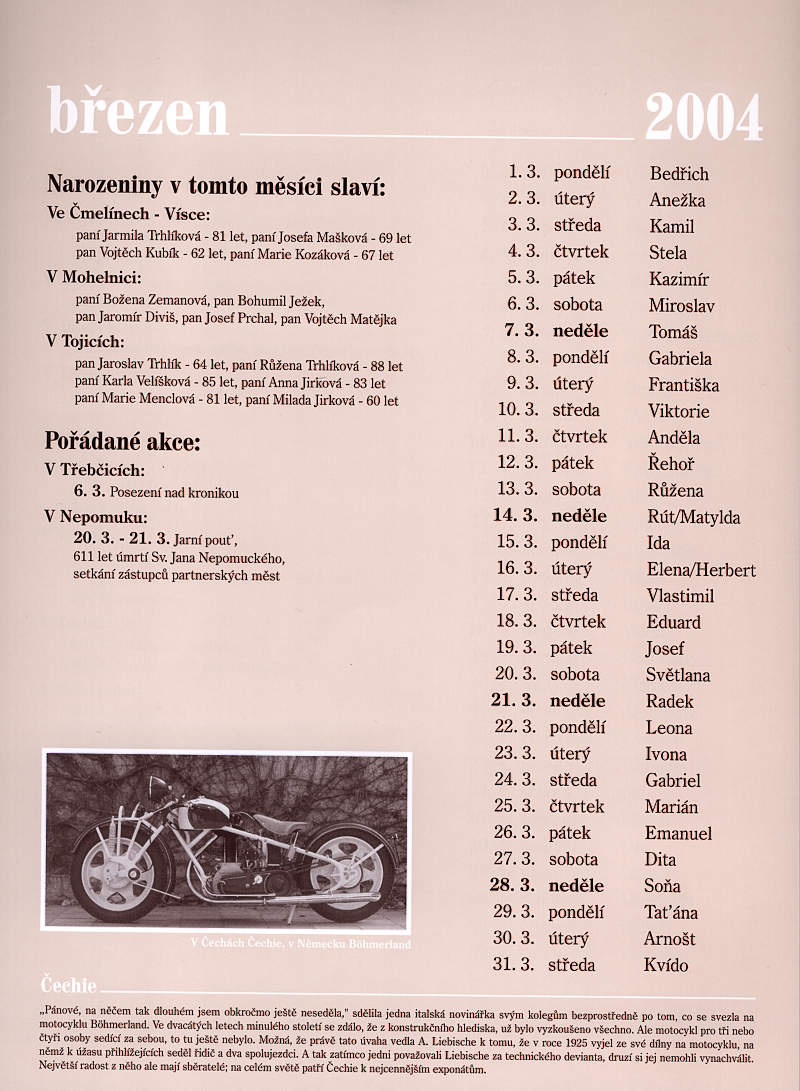 březen 2004
Narozeniny v tomto měsíci slaví:
Ve Čmelínech - Vísce:
paní Jarmila Trhlíková - 81 let, paní Josefa Mašková - 69 let
pan Vojtěch Kubík - 62 let, paní Marie Kozáková - 67 let
V Mohelnici:
paní Božena Zemanová, pan Bohumil Ježek,
pan Jaromír Diviš, pan Josef Prchal, pan Vojtěch Matějka
V Tojicích:
pan Jaroslav Trhlík - 64 let, paní Růžena Trhlíková - 88 let
paní Karla Velíšková - 85 let, paní Anna Jirková - 83 let
paní Marie Menclová - 81 let, paní Milada Jirková - 60 let
Pořádané akce:
V Třebčicích:
6. 3. Posezení nad kronikou
V Nepomuku:
20. 3. - 21. 3. Jarní pouť,
611 let úmrtí Sv. Jana Nepomuckého,
setkání zástupců partnerských měst
1. 3. pondělí Bedřich
2. 3. úterý Anežka
3. 3. středa Kamil
4. 3. čtvrtek Stela
5. 3. pátek Kazimír
6. 3. sobota Miroslav
7. 3. neděle Tomáš
8. 3. pondělí Gabriela
9. 3. úterý Františka
10. 3. středa Viktorie
11. 3. čtvrtek Anděla
12. 3. pátek Řehoř
13. 3. sobota Růžena
14. 3. neděle Rút/Matylda
15. 3. pondělí Ida
16. 3. úterý Elena/Herbert
17. 3. středa Vlastimil
18. 3. čtvrtek Eduard
19. 3. pátek Josef
20. 3. sobota Světlana
21. 3. neděle Radek
22. 3. pondělí Leona
23. 3. úterý Ivona
24. 3. středa Gabriel
25. 3. čtvrtek Marián
26. 3. pátek Emanuel
27. 3. sobota Dita
28. 3. neděle Soňa
29. 3. pondělí Tať'ána
30. 3. úterý Arnošt
31. 3. středa Kvído
V Čechách Čechie, v Německu Böhmerland
Čechie
„Pánové, na něčem tak dlouhém jsem obkročmo ještě neseděla," sdělila jedna italská novinářka svým kolegům bezprostředně po tom, co se svezla na
motocyklu Böhmerland. Ve dvacátých letech minulého století se zdálo, že z konstrukčního hlediska, už bylo vyzkoušeno všechno. Ale motocykl pro tři nebo
čtyři osoby sedící za sebou, to tu ještě nebylo. Možná, že právě tato úvaha vedla A. Liebische k tomu, že v roce 1925 vyjel ze své dílny na motocyklu, na
němž k úžasu přihlížejících seděl řidič a dva spolujezdci. A tak zatímco jedni považovali Liebische za technického devianta, druzí si jej nemohli vynachválit.
Největší radost z něho ale mají sběratelé; na celém světě patří Čechie k nejcennějším exponátům.